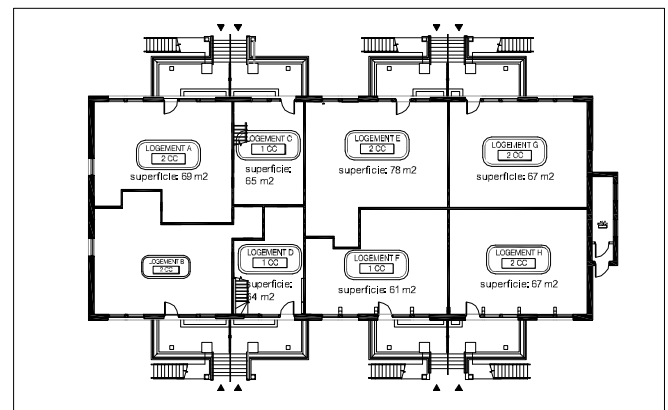 LOGEMENT A
2 CC
superficie: 69 m2
LOGEMENT C
1 CC
superficie:
65 m2
LOGEMENT E
2 CC
superficie: 78 m2
LOGEMENT G
2 CC
superficie: 67 m2
LOGEMENT B
2 CC
LOGEMENT D
1 CC
superficie:
64 m2
LOGEMENT F
1 CC
superficie: 61 m2
LOGEMENT H
2 CC
superficie: 67 m2